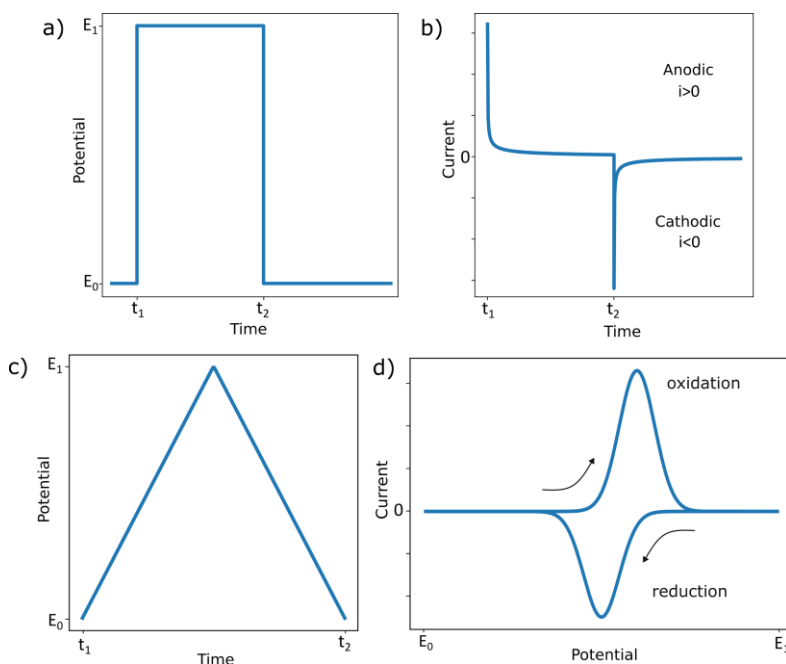 a)
E₁
Potential
E₀
t₁
t₂
Time
b)
Anodic
i>0
Current
0
Cathodic
i<0
t₁
t₂
Time
c)
E₁
Potential
E₀
t₁
t₂
Time
d)
oxidation
Current
0
reduction
E₀
E₁
Potential